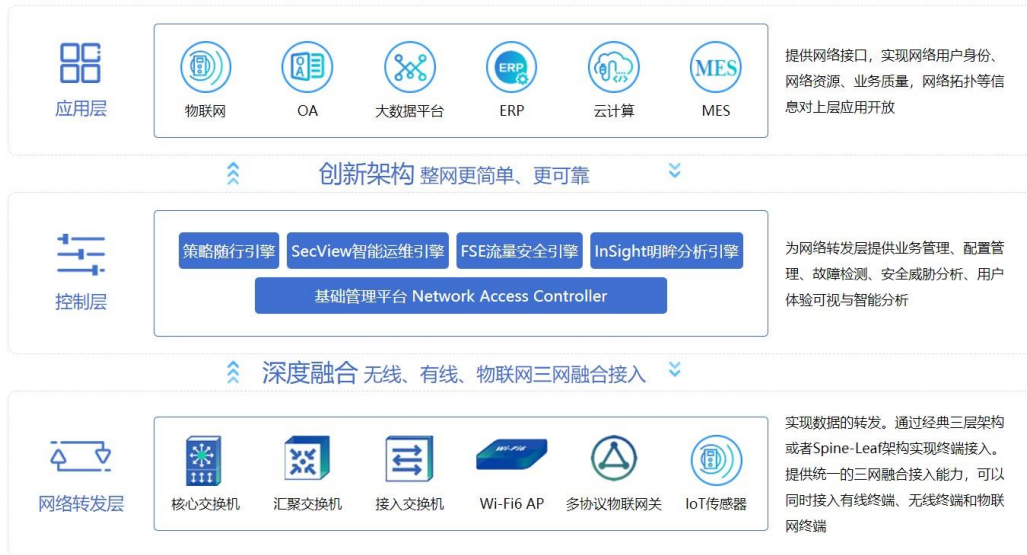 应用层
ERP
MES
物联网
OA
大数据平台
ERP
云计算
MES
提供网络接口，实现网络用户身份、
网络资源、业务质量，网络拓扑等信
息对上层应用开放
创新架构 整网更简单、更可靠
控制层
策略随行引擎
SecView智能运维引擎
FSE流量安全引擎
InSight明眸分析引擎
基础管理平台 Network Access Controller
为网络转发层提供业务管理、配置管
理、故障检测、安全威胁分析、用户
体验可视与智能分析
深度融合 无线、有线、物联网三网融合接入
网络转发层
Wi-Fi6
核心交换机
汇聚交换机
接入交换机
Wi-Fi6 AP
多协议物联网关
IoT传感器
实现数据的转发。通过经典三层架构
或者Spine-Leaf架构实现终端接入。
提供统一的三网融合接入能力，可以
同时接入有线终端、无线终端和物联
网终端